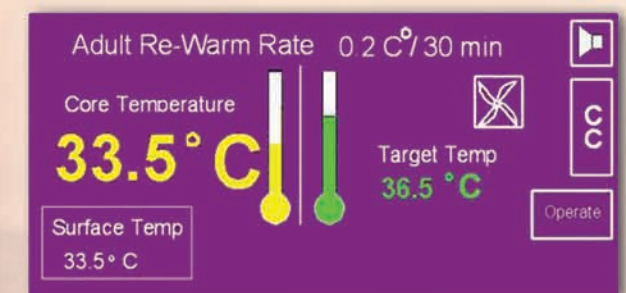 Adult Re-Warm Rate 0.2 C°/ 30 min
Core Temperature
33.5° C
Target Temp
36.5 °C
Surface Temp
33.5° C
CC
Operate